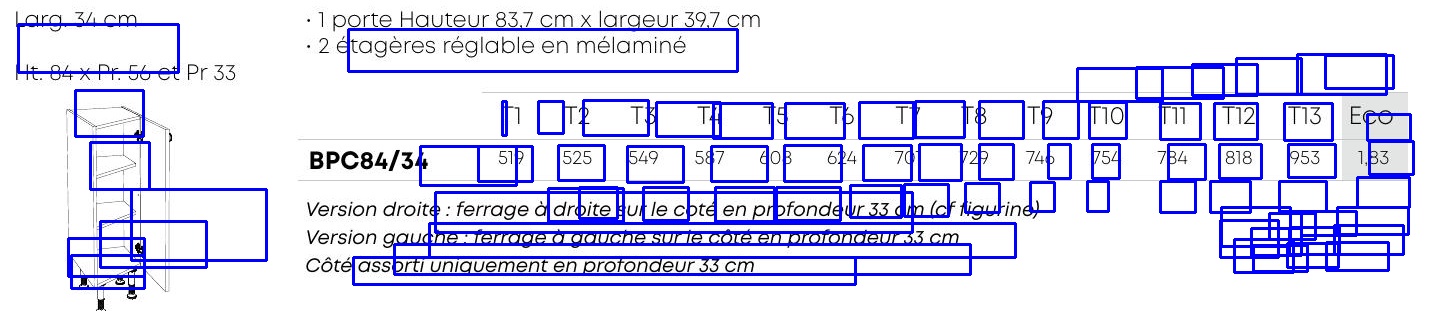 Larg. 34 cm
Ht. 84 x Pr. 56 et Pr 33
· 1 porte Hauteur 83,7 cm x largeur 39,7 cm
· 2 étagères réglable en mélaminé
T1 T2 T3 T4 T5 T6 T7 T8 T9 T10 T11 T12 T13 Eco
BPC84/34 519 525 549 587 608 624 707 729 746 754 784 818 953 1,83
Version droite : ferrage à droite sur le coté en profondeur 33 cm (cf figurine)
Version gauche : ferrage à gauche sur le côté en profondeur 33 cm
Côté assorti uniquement en profondeur 33 cm